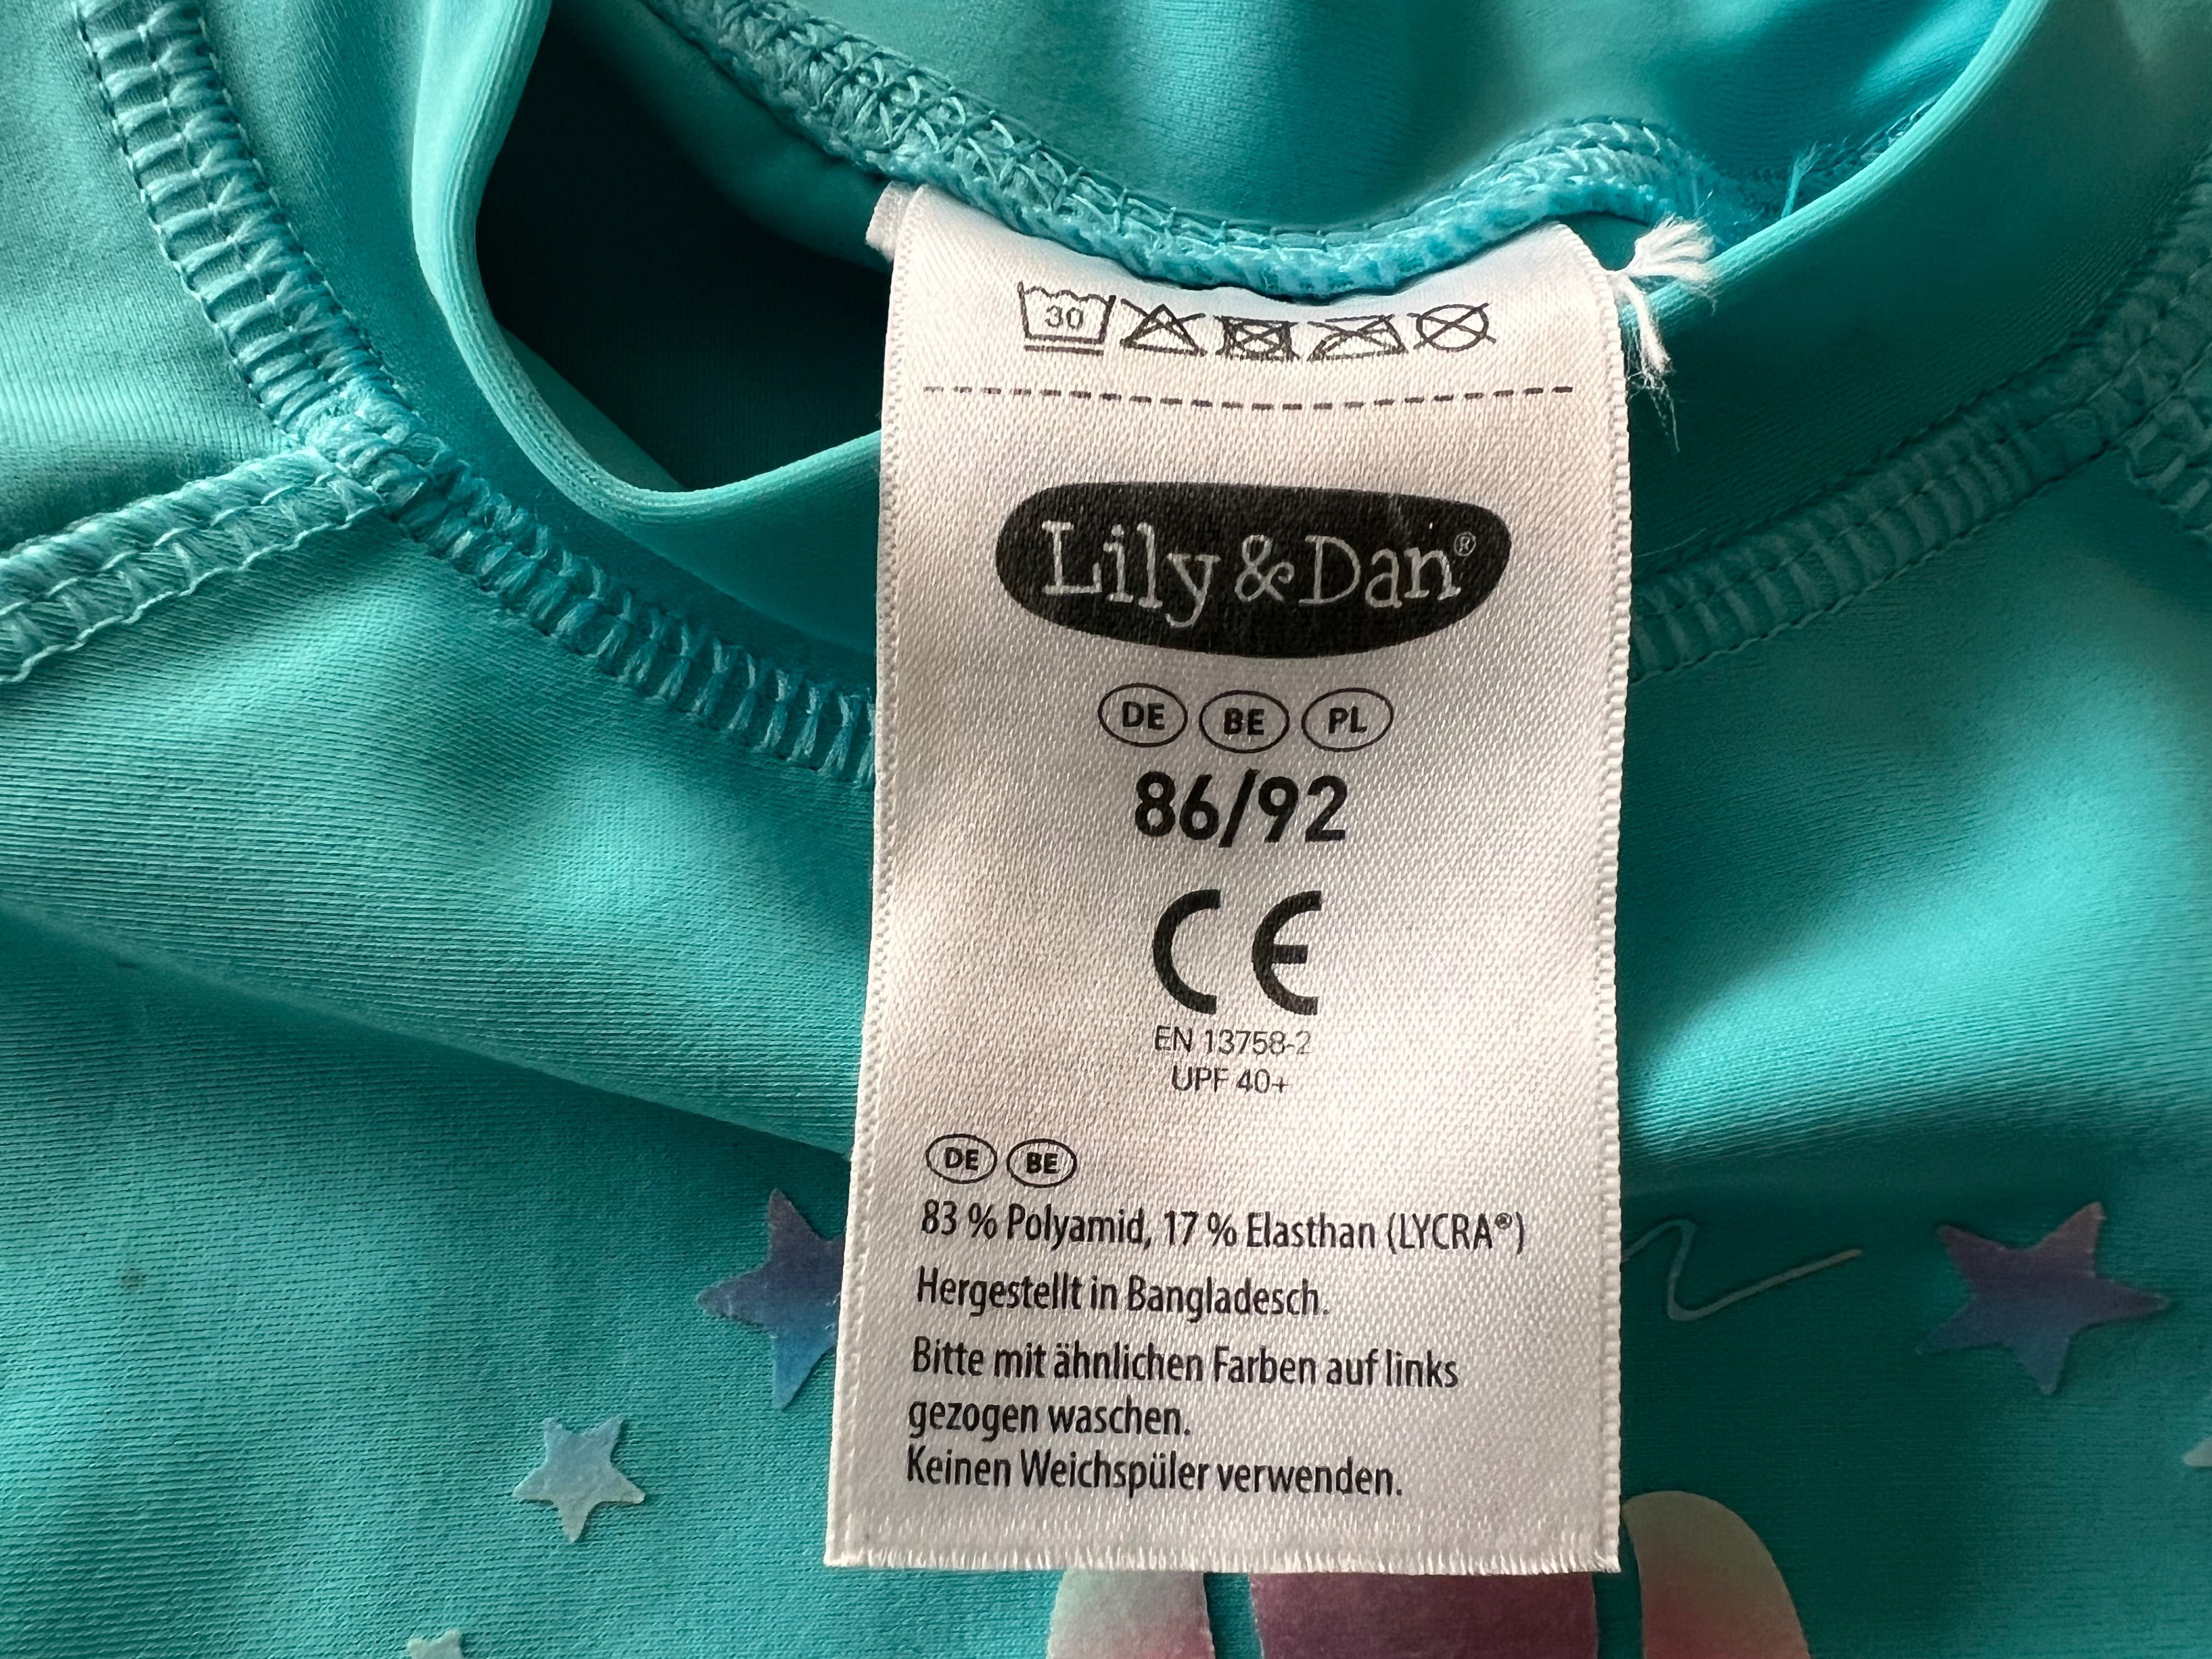 30
Lily & Dan®
DE BE PL
86/92
CE
EN 13758-2
UPF 40+
DE BE
83 % Polyamid, 17 % Elasthan (LYCRA®)
Hergestellt in Bangladesch.
Bitte mit ähnlichen Farben auf links
gezogen waschen.
Keinen Weichspüler verwenden.